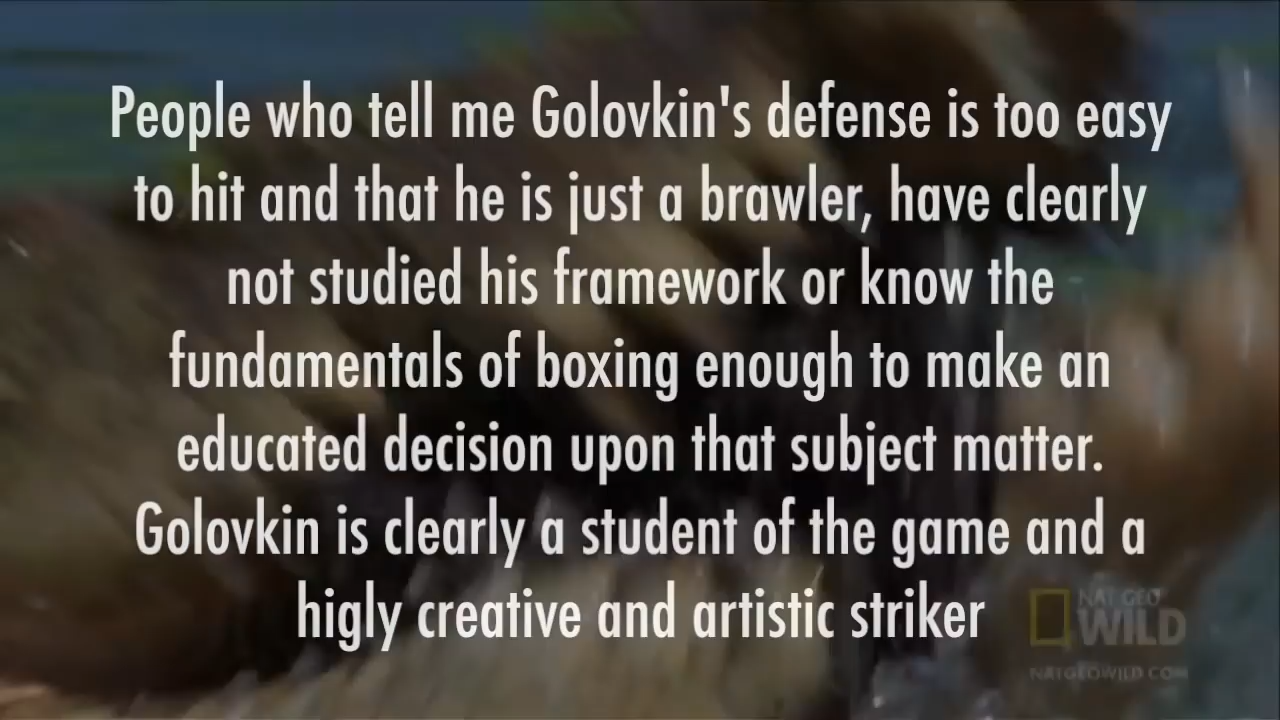 People who tell me Golovkin's defense is too easy
to hit and that he is just a brawler, have clearly
not studied his framework or know the
fundamentals of boxing enough to make an
educated decision upon that subject matter.
Golovkin is clearly a student of the game and a
higly creative and artistic striker
NAT GEO
WILD
NATGEOWILD.COM